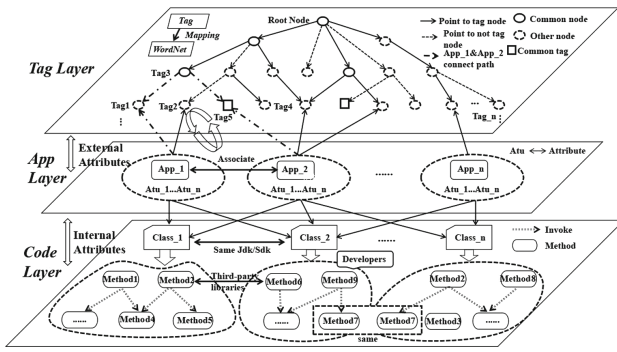 Tag
Mapping
WordNet
Root Node
Point to tag node
Point to not tag node
App_1&App_2 connect path
Common node
Other node
Common tag
Tag Layer
Tag3
Tag1
Tag2
Tag5
Tag4
Tag_n
...
External Attributes
App Layer
Associate
Atu
Attribute
App_1
App_2
App_n
......
Atu_1...Atu_n
Atu_1...Atu_n
Atu_1...Atu_n
Internal Attributes
Code Layer
Class_1
Same Jdk/Sdk
Class_2
......
Class_n
Invoke
Method
Developers
Method1
Method2
Third-party libraries
Method6
Method9
Method2
Method8
......
Method4
Method5
......
Method7
Method7
Method3
......
same